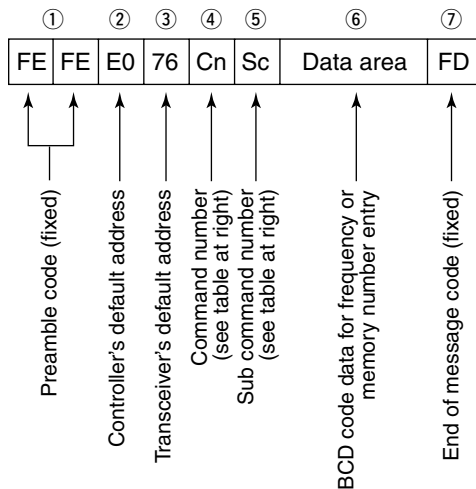 ① ② ③ ④ ⑤ ⑥ ⑦
FE FE E0 76 Cn Sc Data area FD
Preamble code (fixed)
Controller's default address
Transceiver's default address
Command number
(see table at right)
Sub command number
(see table at right)
BCD code data for frequency or
memory number entry
End of message code (fixed)